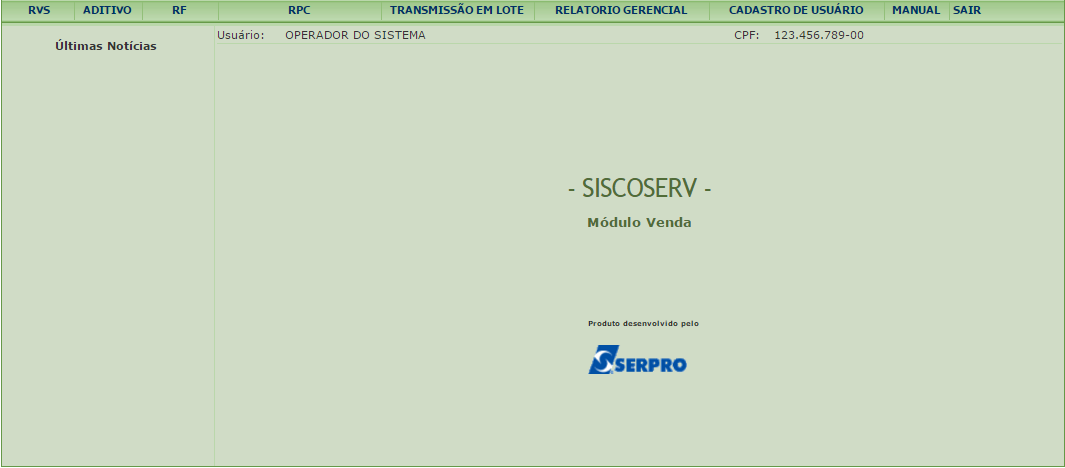 RVS ADITIVO RF RPC TRANSMISSÃO EM LOTE RELATORIO GERENCIAL CADASTRO DE USUÁRIO MANUAL SAIR
Últimas Notícias
Usuário: OPERADOR DO SISTEMA CPF: 123.456.789-00
- SISCOSERV -
Módulo Venda
Produto desenvolvido pelo
SERPRO